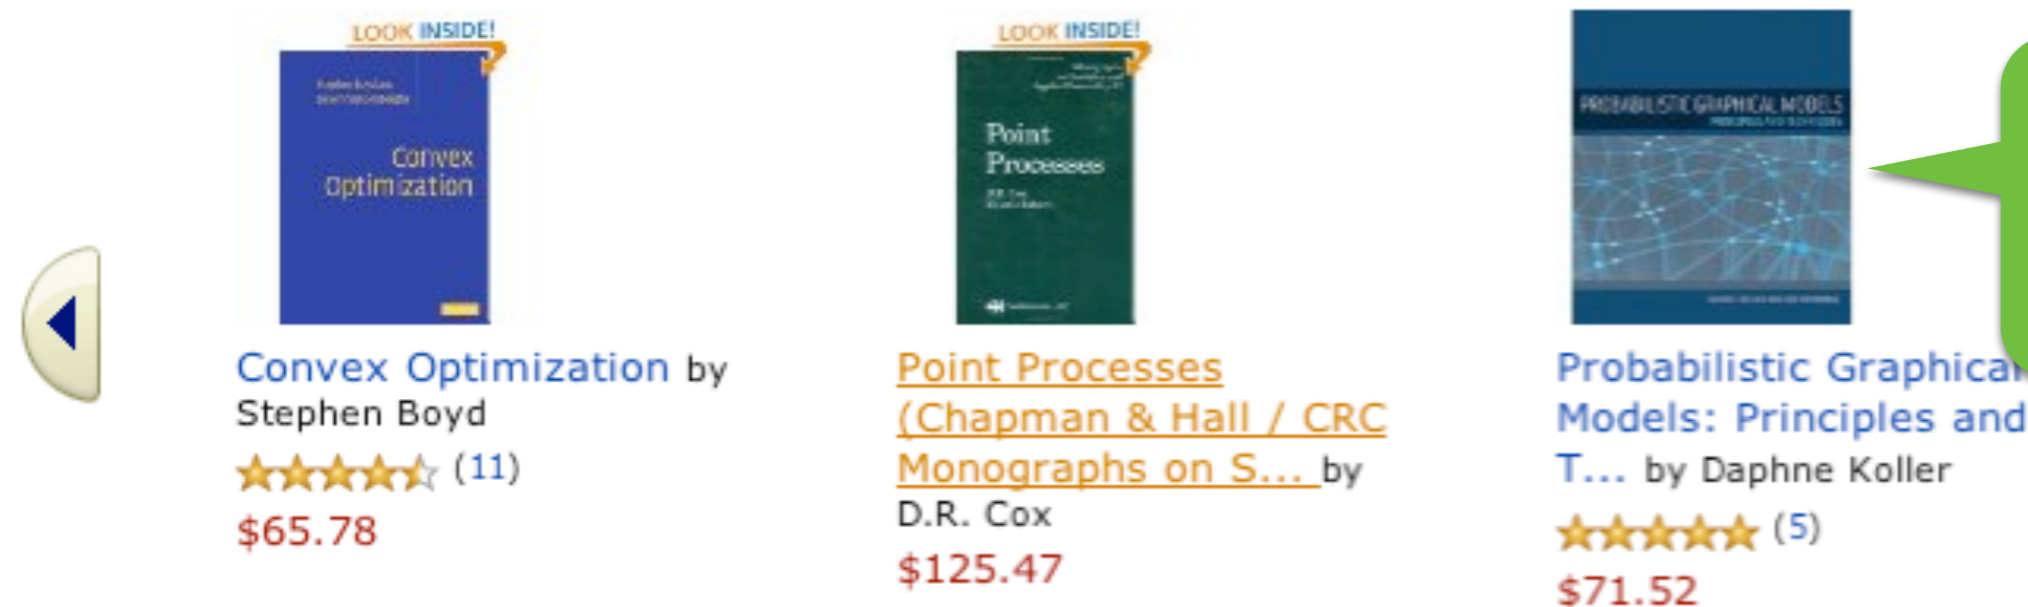 LOOK INSIDE!
Convex
Optimization
Convex Optimization by
Stephen Boyd
(11)
$65.78
LOOK INSIDE!
Point
Processes
Point Processes
(Chapman & Hall / CRC
Monographs on S... by
D.R. Cox
$125.47
PROBABILISTIC GRAPHICAL MODELS
Probabilistic Graphical
Models: Principles and
T... by Daphne Koller
(5)
$71.52